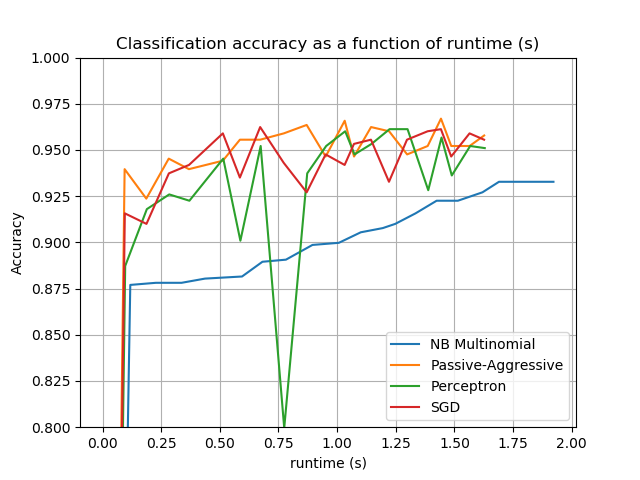 Classification accuracy as a function of runtime (s)
1.000
0.975
0.950
0.925
0.900
0.875
0.850
0.825
0.800
Accuracy
NB Multinomial
Passive-Aggressive
Perceptron
SGD
0.00 0.25 0.50 0.75 1.00 1.25 1.50 1.75 2.00
runtime (s)